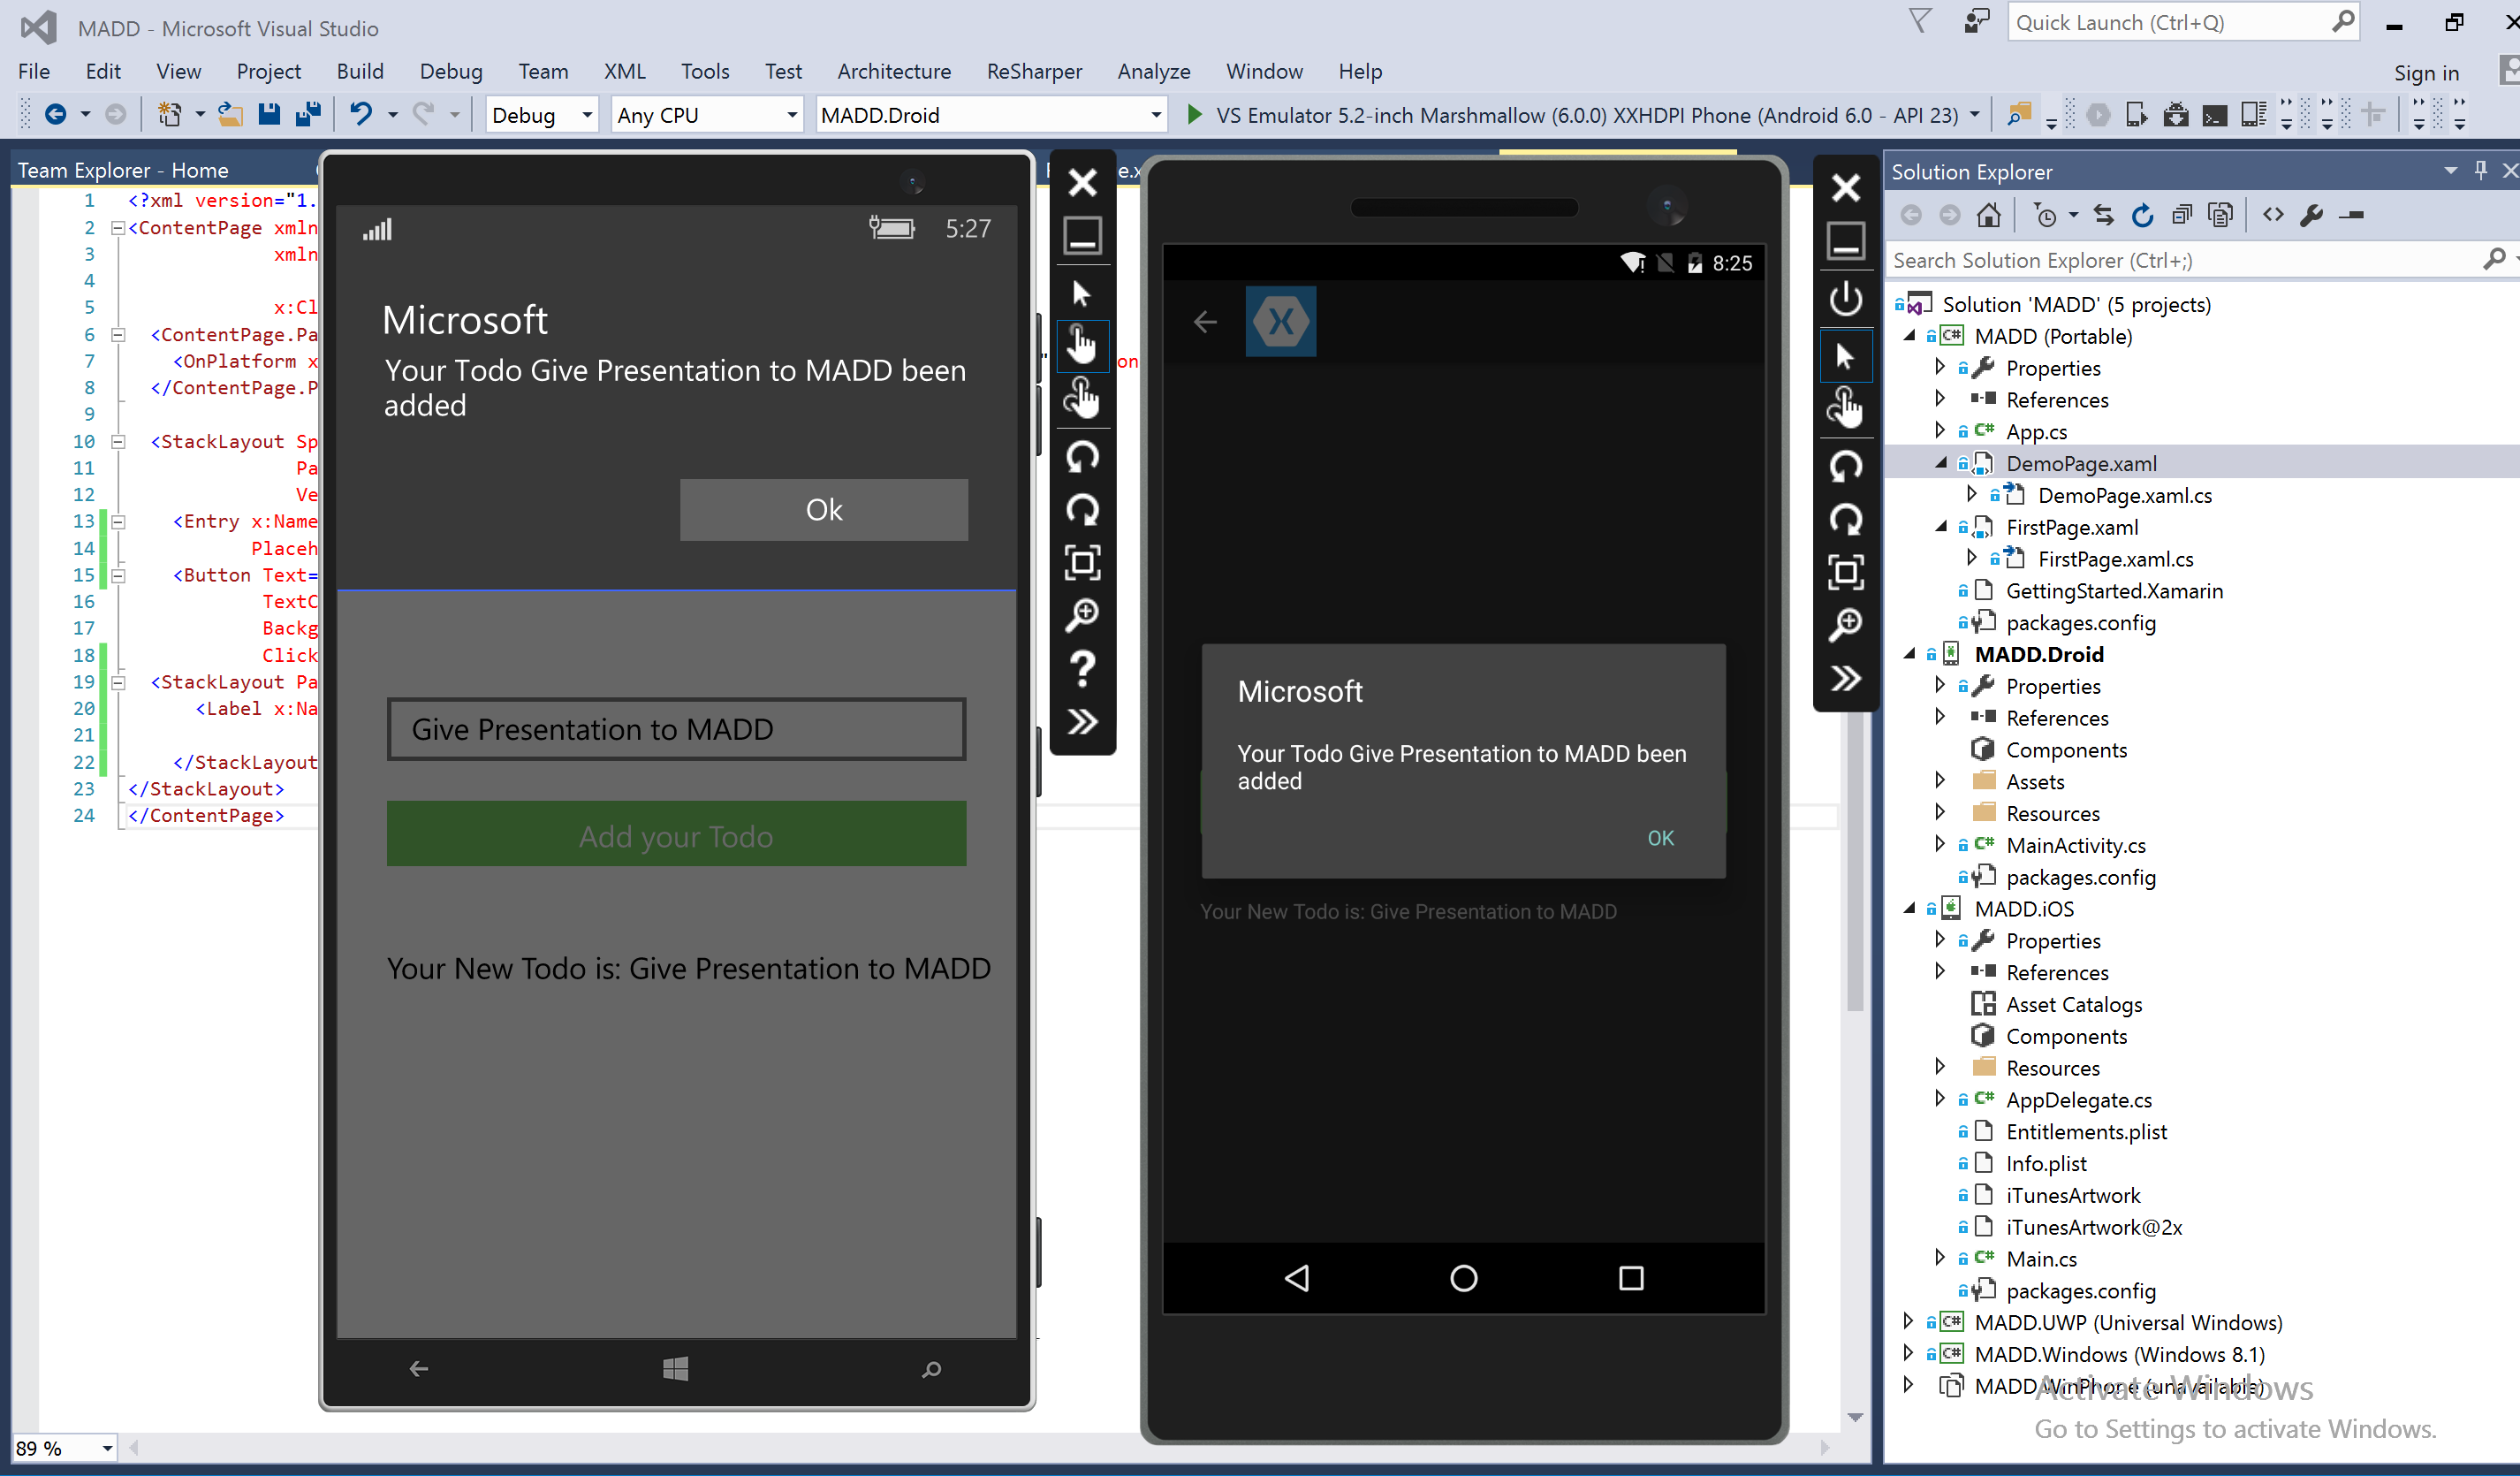 MADD - Microsoft Visual Studio
Quick Launch (Ctrl+Q)
File Edit View Project Build Debug Team XML Tools Test Architecture ReSharper Analyze Window Help
Sign in
Debug Any CPU MADD.Droid VS Emulator 5.2-inch Marshmallow (6.0.0) XXHDPI Phone (Android 6.0 - API 23)
Team Explorer - Home
e.x
1 <?xml version="1.
2 <ContentPage xmln
3 xmln
4
5 x:Cl
6 <ContentPage.Pa
7 <OnPlatform x
on
8 </ContentPage.P
9
10 <StackLayout Sp
11 Pa
12 Ve
13 <Entry x:Name
14 Placeh
15 <Button Text=
16 TextC
17 Backg
18 Click
19 <StackLayout Pa
20 <Label x:Na
21
22 </StackLayout
23 </StackLayout>
24 </ContentPage>
89 %
5:27
Microsoft
Your Todo Give Presentation to MADD been
added
Ok
Give Presentation to MADD
Add your Todo
Your New Todo is: Give Presentation to MADD
8:25
Microsoft
Your Todo Give Presentation to MADD been
added
OK
Your New Todo is: Give Presentation to MADD
Solution Explorer
Search Solution Explorer (Ctrl+;)
Solution 'MADD' (5 projects)
C# MADD (Portable)
Properties
References
C# App.cs
DemoPage.xaml
DemoPage.xaml.cs
FirstPage.xaml
FirstPage.xaml.cs
GettingStarted.Xamarin
packages.config
MADD.Droid
Properties
References
Components
Assets
Resources
C# MainActivity.cs
packages.config
MADD.iOS
Properties
References
Asset Catalogs
Components
Resources
C# AppDelegate.cs
Entitlements.plist
Info.plist
iTunesArtwork
iTunesArtwork@2x
C# Main.cs
packages.config
C# MADD.UWP (Universal Windows)
C# MADD.Windows (Windows 8.1)
MADD.WinPhone (unavailable)
Activate Windows
Go to Settings to activate Windows.